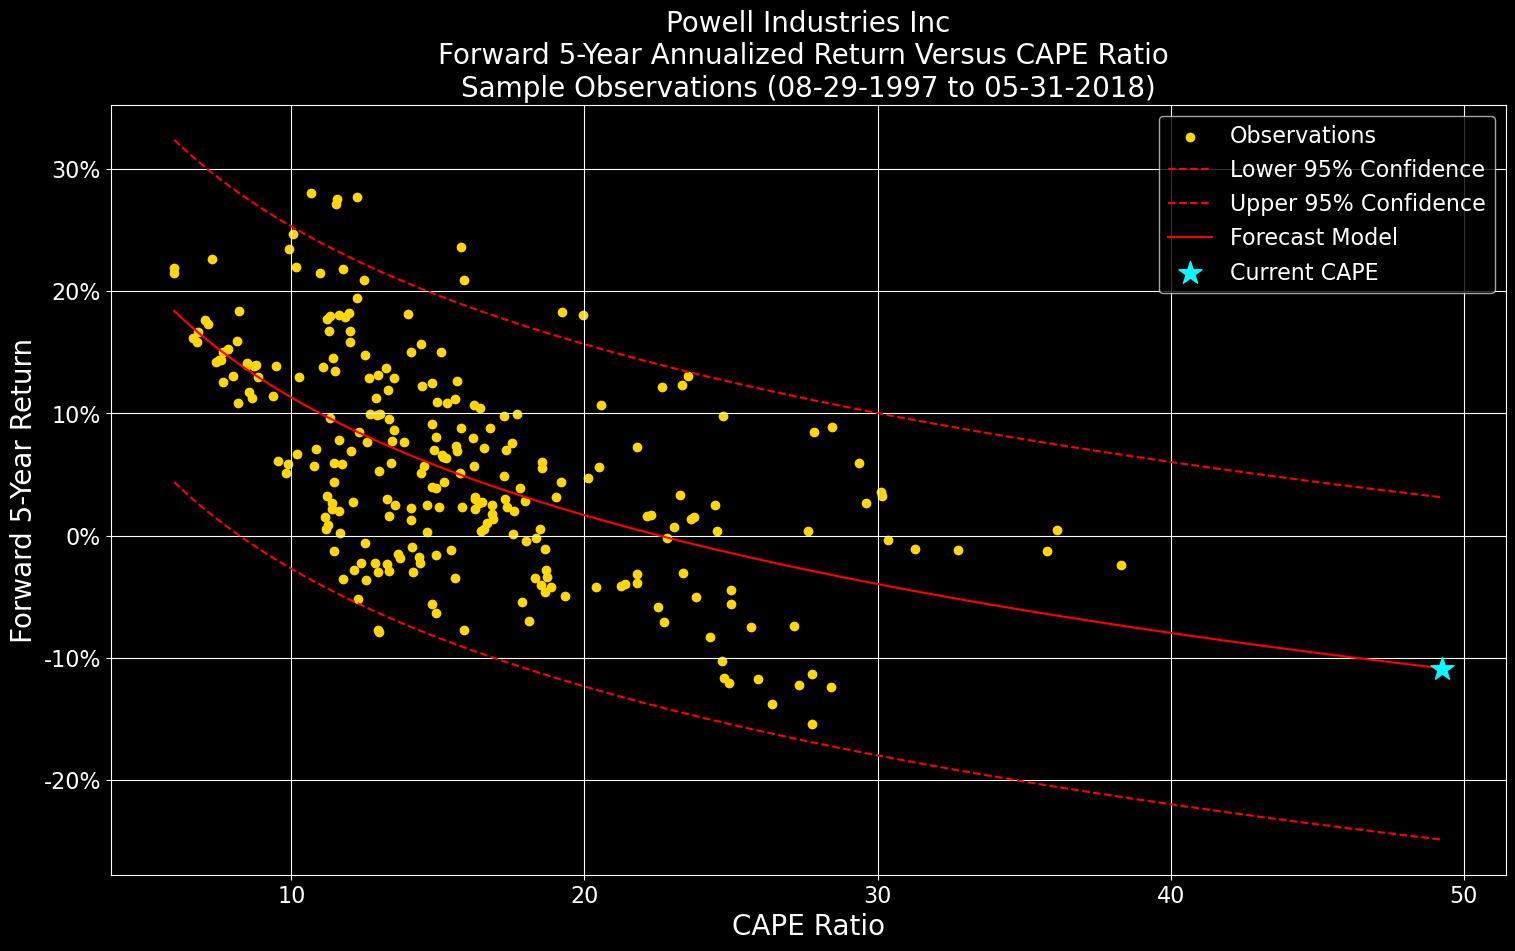 Powell Industries Inc
Forward 5-Year Annualized Return Versus CAPE Ratio
Sample Observations (08-29-1997 to 05-31-2018)
Observations
Lower 95% Confidence
Upper 95% Confidence
Forecast Model
Current CAPE
Forward 5-Year Return
30%
20%
10%
0%
-10%
-20%
10 20 30 40 50
CAPE Ratio